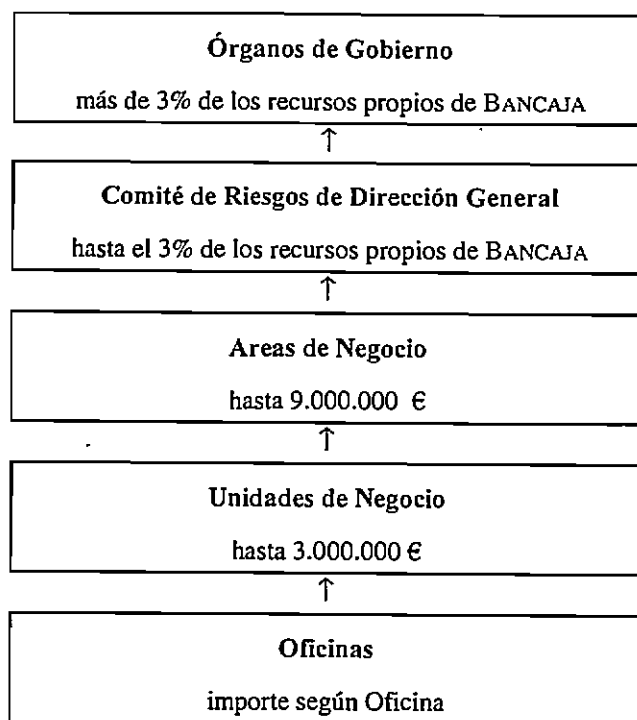 Órganos de Gobierno
más de 3% de los recursos propios de BANCAJA
↑
Comité de Riesgos de Dirección General
hasta el 3% de los recursos propios de BANCAJA
↑
Areas de Negocio
hasta 9.000.000 €
↑
Unidades de Negocio
hasta 3.000.000 €
↑
Oficinas
importe según Oficina